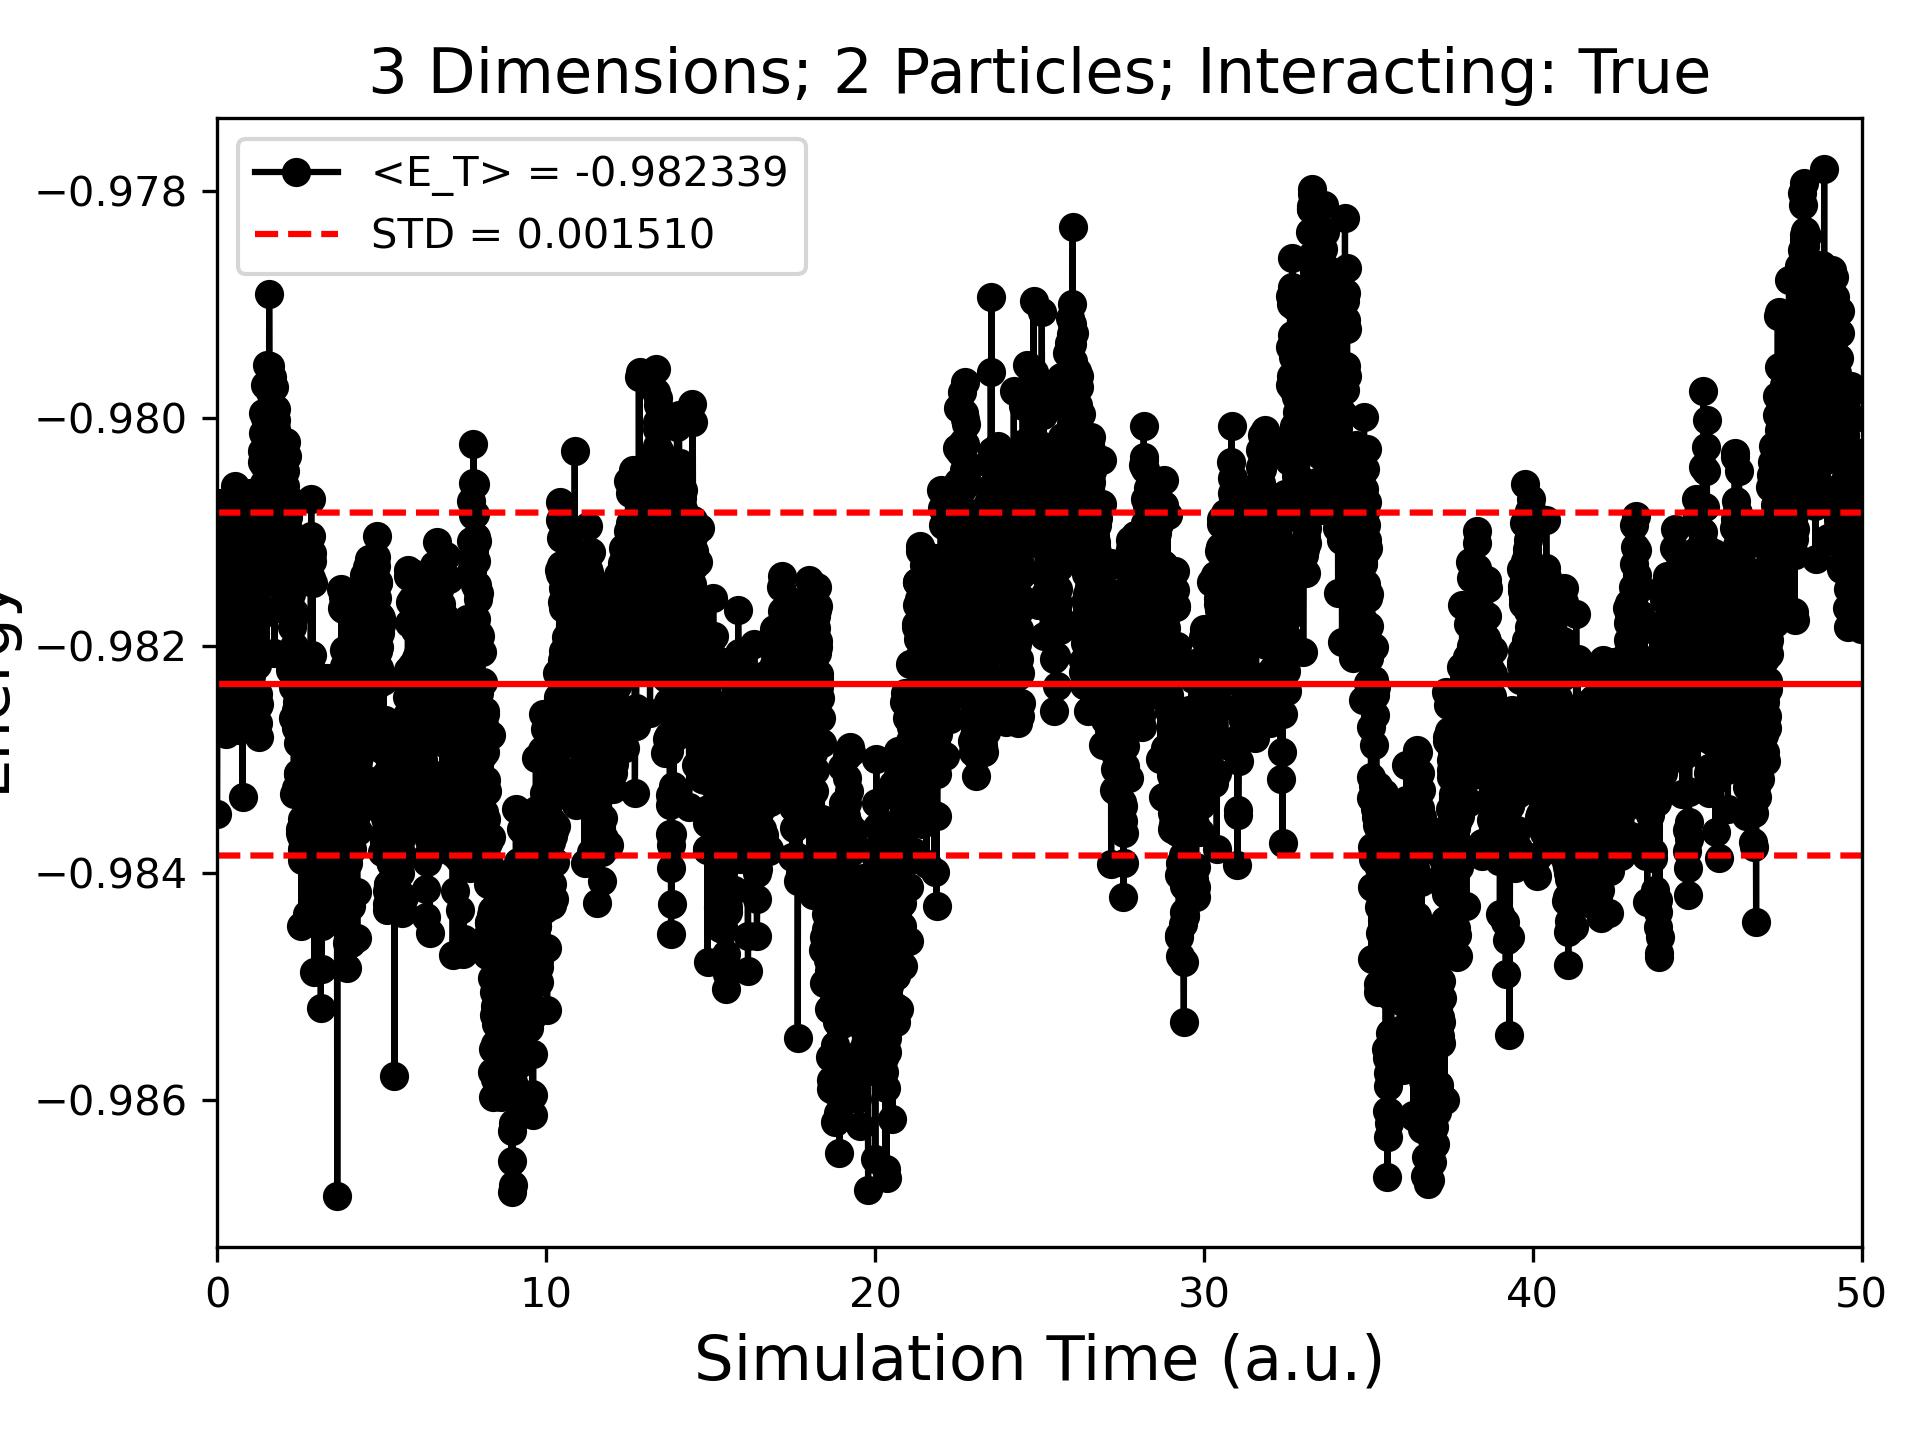 3 Dimensions; 2 Particles; Interacting: True
<E_T> = -0.982339
STD = 0.001510
−0.978
−0.980
−0.982
−0.984
−0.986
Energy
0 10 20 30 40 50
Simulation Time (a.u.)